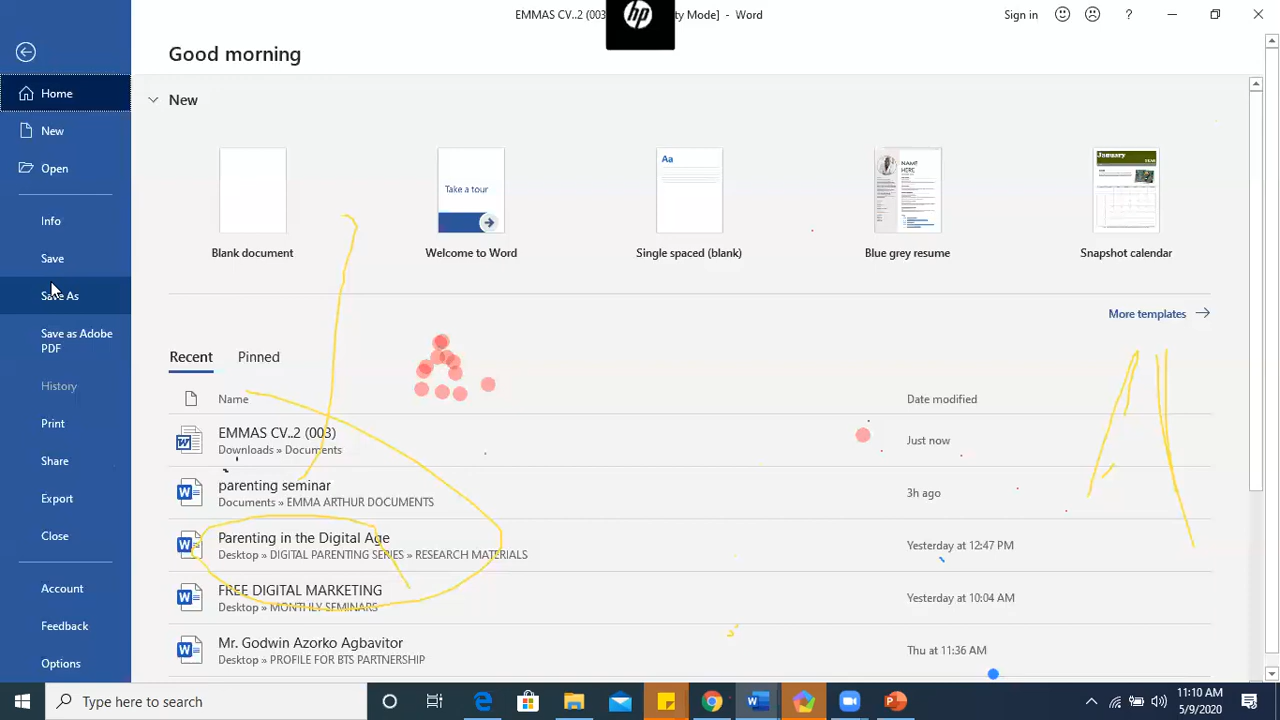 EMMAS CV..2 (003
ty Mode] - Word
Sign in
?
hp
Good morning
Home
New
Open
Info
Save
Save As
Save as Adobe
PDF
History
Print
Share
Export
Close
Account
Feedback
Options
New
Take a tour
Aa
NAME
HERE
January
YEAR
Blank document
Welcome to Word
Single spaced (blank)
Blue grey resume
Snapshot calendar
More templates
Recent
Pinned
Name
Date modified
EMMAS CV..2 (003)
Downloads » Documents
Just now
parenting seminar
Documents » EMMA ARTHUR DOCUMENTS
3h ago
Parenting in the Digital Age
Desktop » DIGITAL PARENTING SERIES » RESEARCH MATERIALS
Yesterday at 12:47 PM
FREE DIGITAL MARKETING
Desktop » MONTHLY SEMINARS
Yesterday at 10:04 AM
Mr. Godwin Azorko Agbavitor
Desktop » PROFILE FOR BTS PARTNERSHIP
Thu at 11:36 AM
Type here to search
11:10 AM
5/9/2020